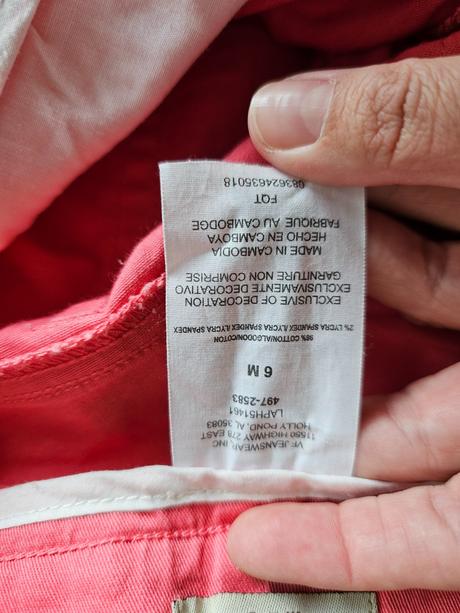 VF JEANSWEAR, INC
11550 HIGHWAY 278 EAST
HOLLY POND, AL 35083
LAPH51461
497-2583
6 M
98% COTTON/ALGODON/COTON
2% LYCRA SPANDEX /LYCRA SPANDEX /LYCRA SPANDEX
EXCLUSIVE OF DECORATION
EXCLUSIVAMENTE DECORATIVO
GARNITURE NON COMPRISE
MADE IN CAMBODIA
HECHO EN CAMBOYA
FABRIQUE AU CAMBODGE
FQT
083624635018